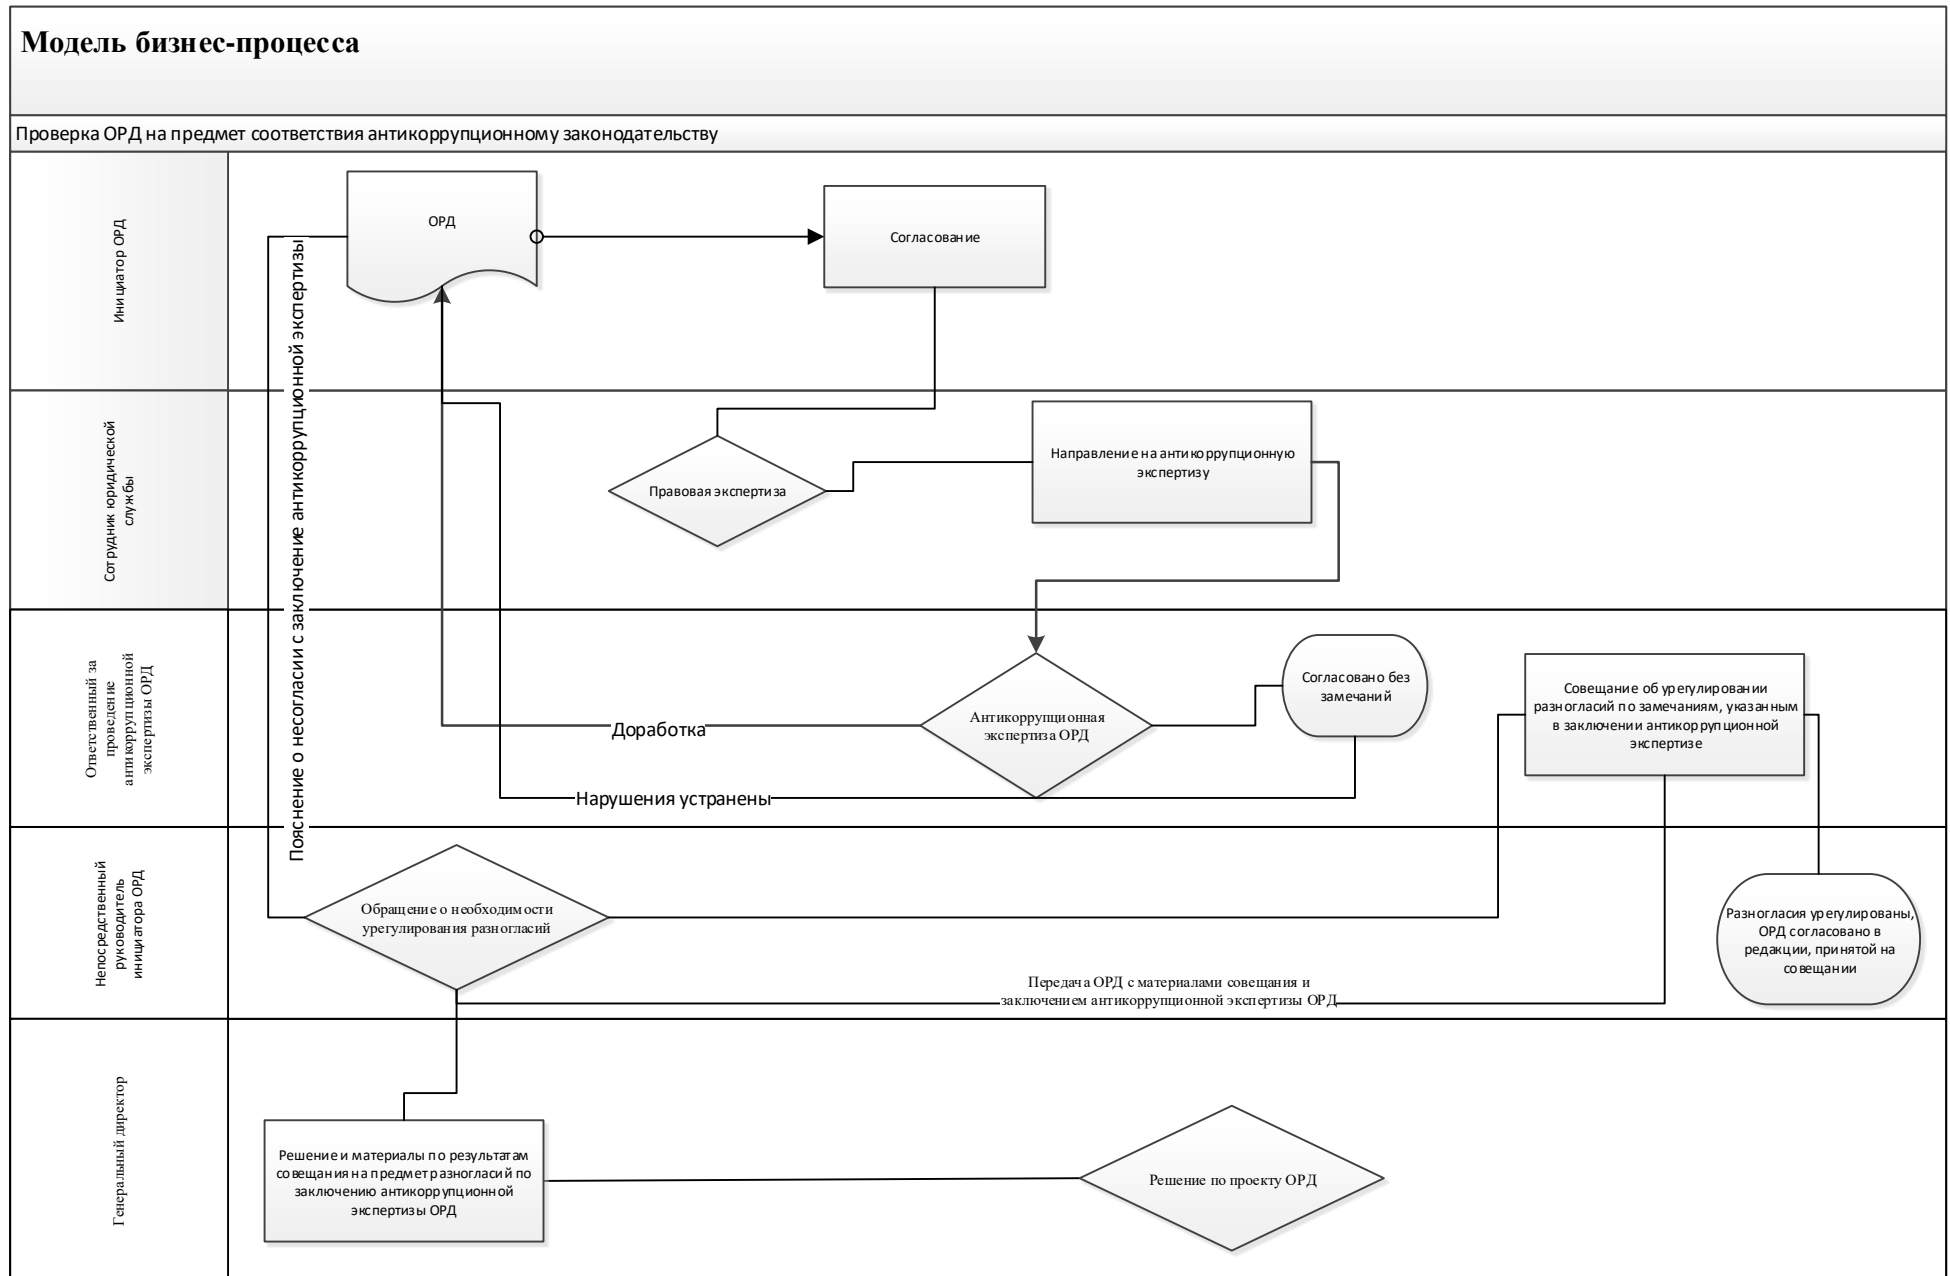 Модель бизнес-процесса
Проверка ОРД на предмет соответствия антикоррупционному законодательству
Инициатор ОРД
ОРД
Согласование
Пояснение о несогласии с заключение антикоррупционной экспертизы
Сотрудник юридической
службы
Правовая экспертиза
Направление на антикоррупционную
экспертизу
Ответственный за
проведение
антикоррупционной
экспертизы ОРД
Доработка
Антикоррупционная
экспертиза ОРД
Согласовано без
замечаний
Совещание об урегулировании
разногласий по замечаниям, указанным
в заключении антикоррупционной
экспертизе
Нарушения устранены
Непосредственный
руководитель
инициатора ОРД
Обращение о необходимости
урегулирования разногласий
Разногласия урегулированы,
ОРД согласовано в
редакции, принятой на
совещании
Передача ОРД с материалами совещания и
заключением антикоррупционной экспертизы ОРД
Генеральный директор
Решение и материалы по результатам
совещания на предмет разногласий по
заключению антикоррупционной
экспертизы ОРД
Решение по проекту ОРД